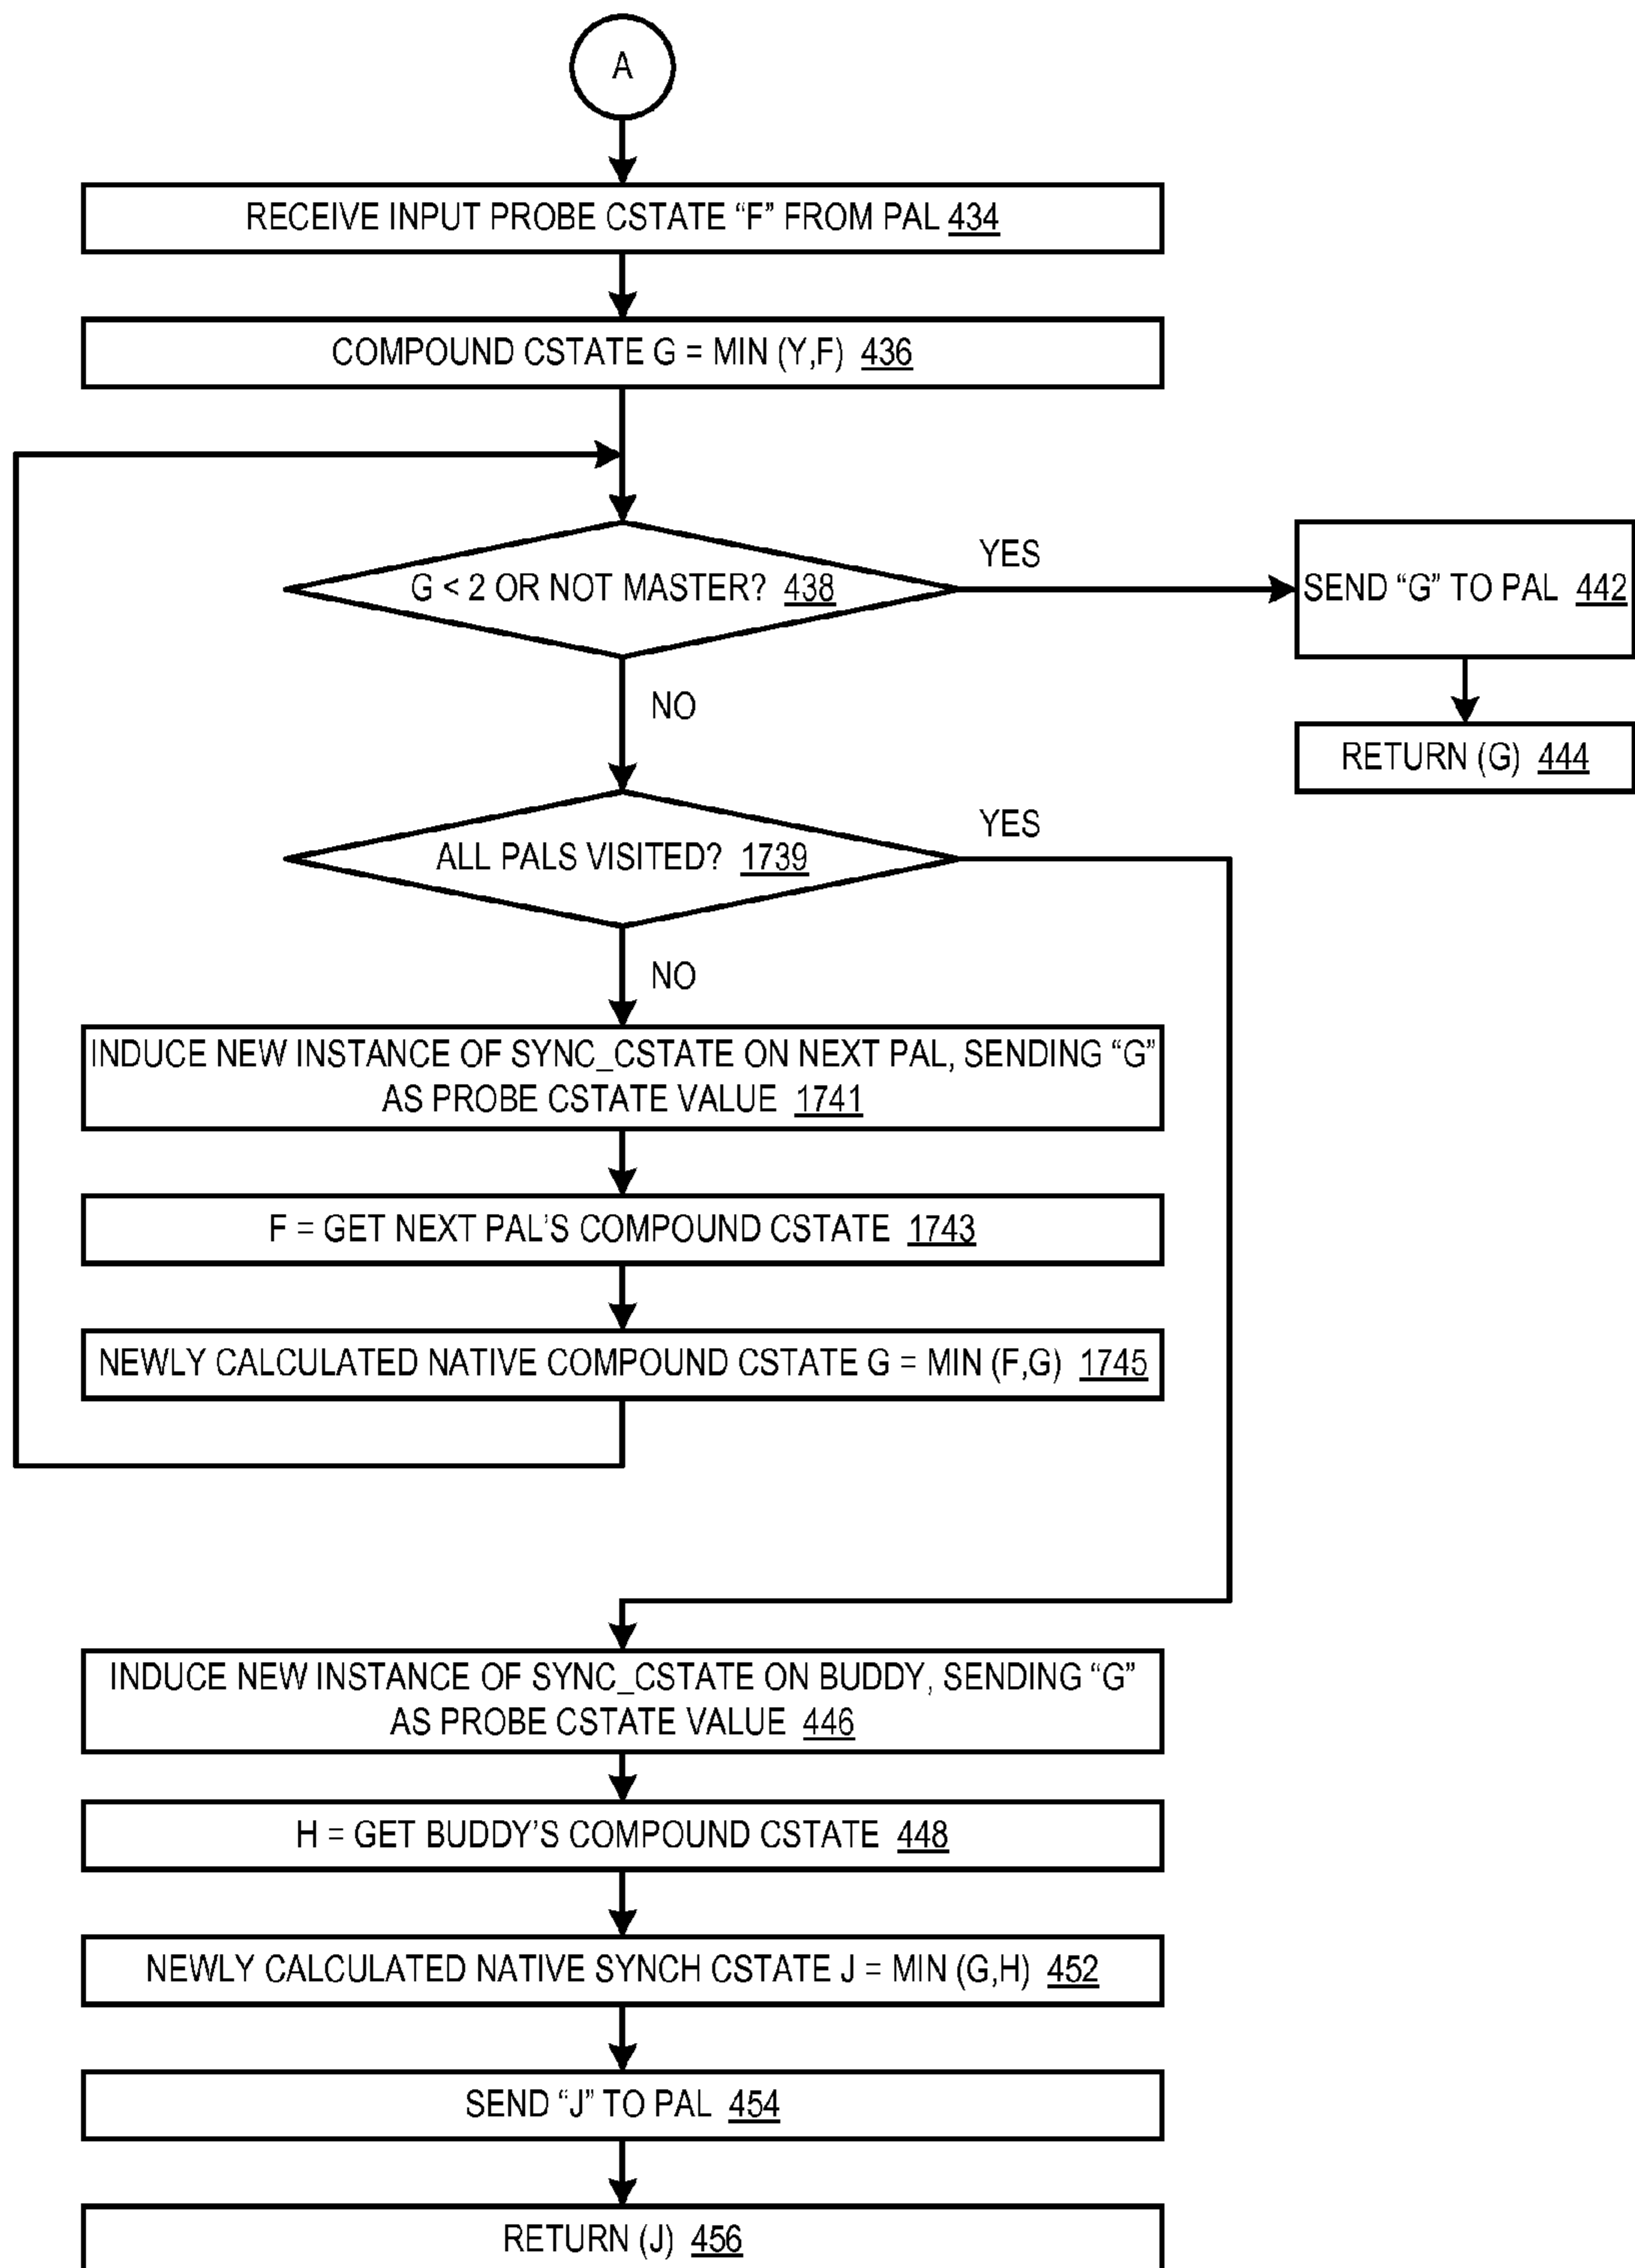 A
RECEIVE INPUT PROBE CSTATE “F” FROM PAL 434
COMPOUND CSTATE G = MIN (Y,F) 436
G < 2 OR NOT MASTER? 438
YES
SEND “G” TO PAL 442
RETURN (G) 444
NO
ALL PALS VISITED? 1739
YES
NO
INDUCE NEW INSTANCE OF SYNC_CSTATE ON NEXT PAL, SENDING “G”
AS PROBE CSTATE VALUE 1741
F = GET NEXT PAL’S COMPOUND CSTATE 1743
NEWLY CALCULATED NATIVE COMPOUND CSTATE G = MIN (F,G) 1745
INDUCE NEW INSTANCE OF SYNC_CSTATE ON BUDDY, SENDING “G”
AS PROBE CSTATE VALUE 446
H = GET BUDDY’S COMPOUND CSTATE 448
NEWLY CALCULATED NATIVE SYNCH CSTATE J = MIN (G,H) 452
SEND “J” TO PAL 454
RETURN (J) 456